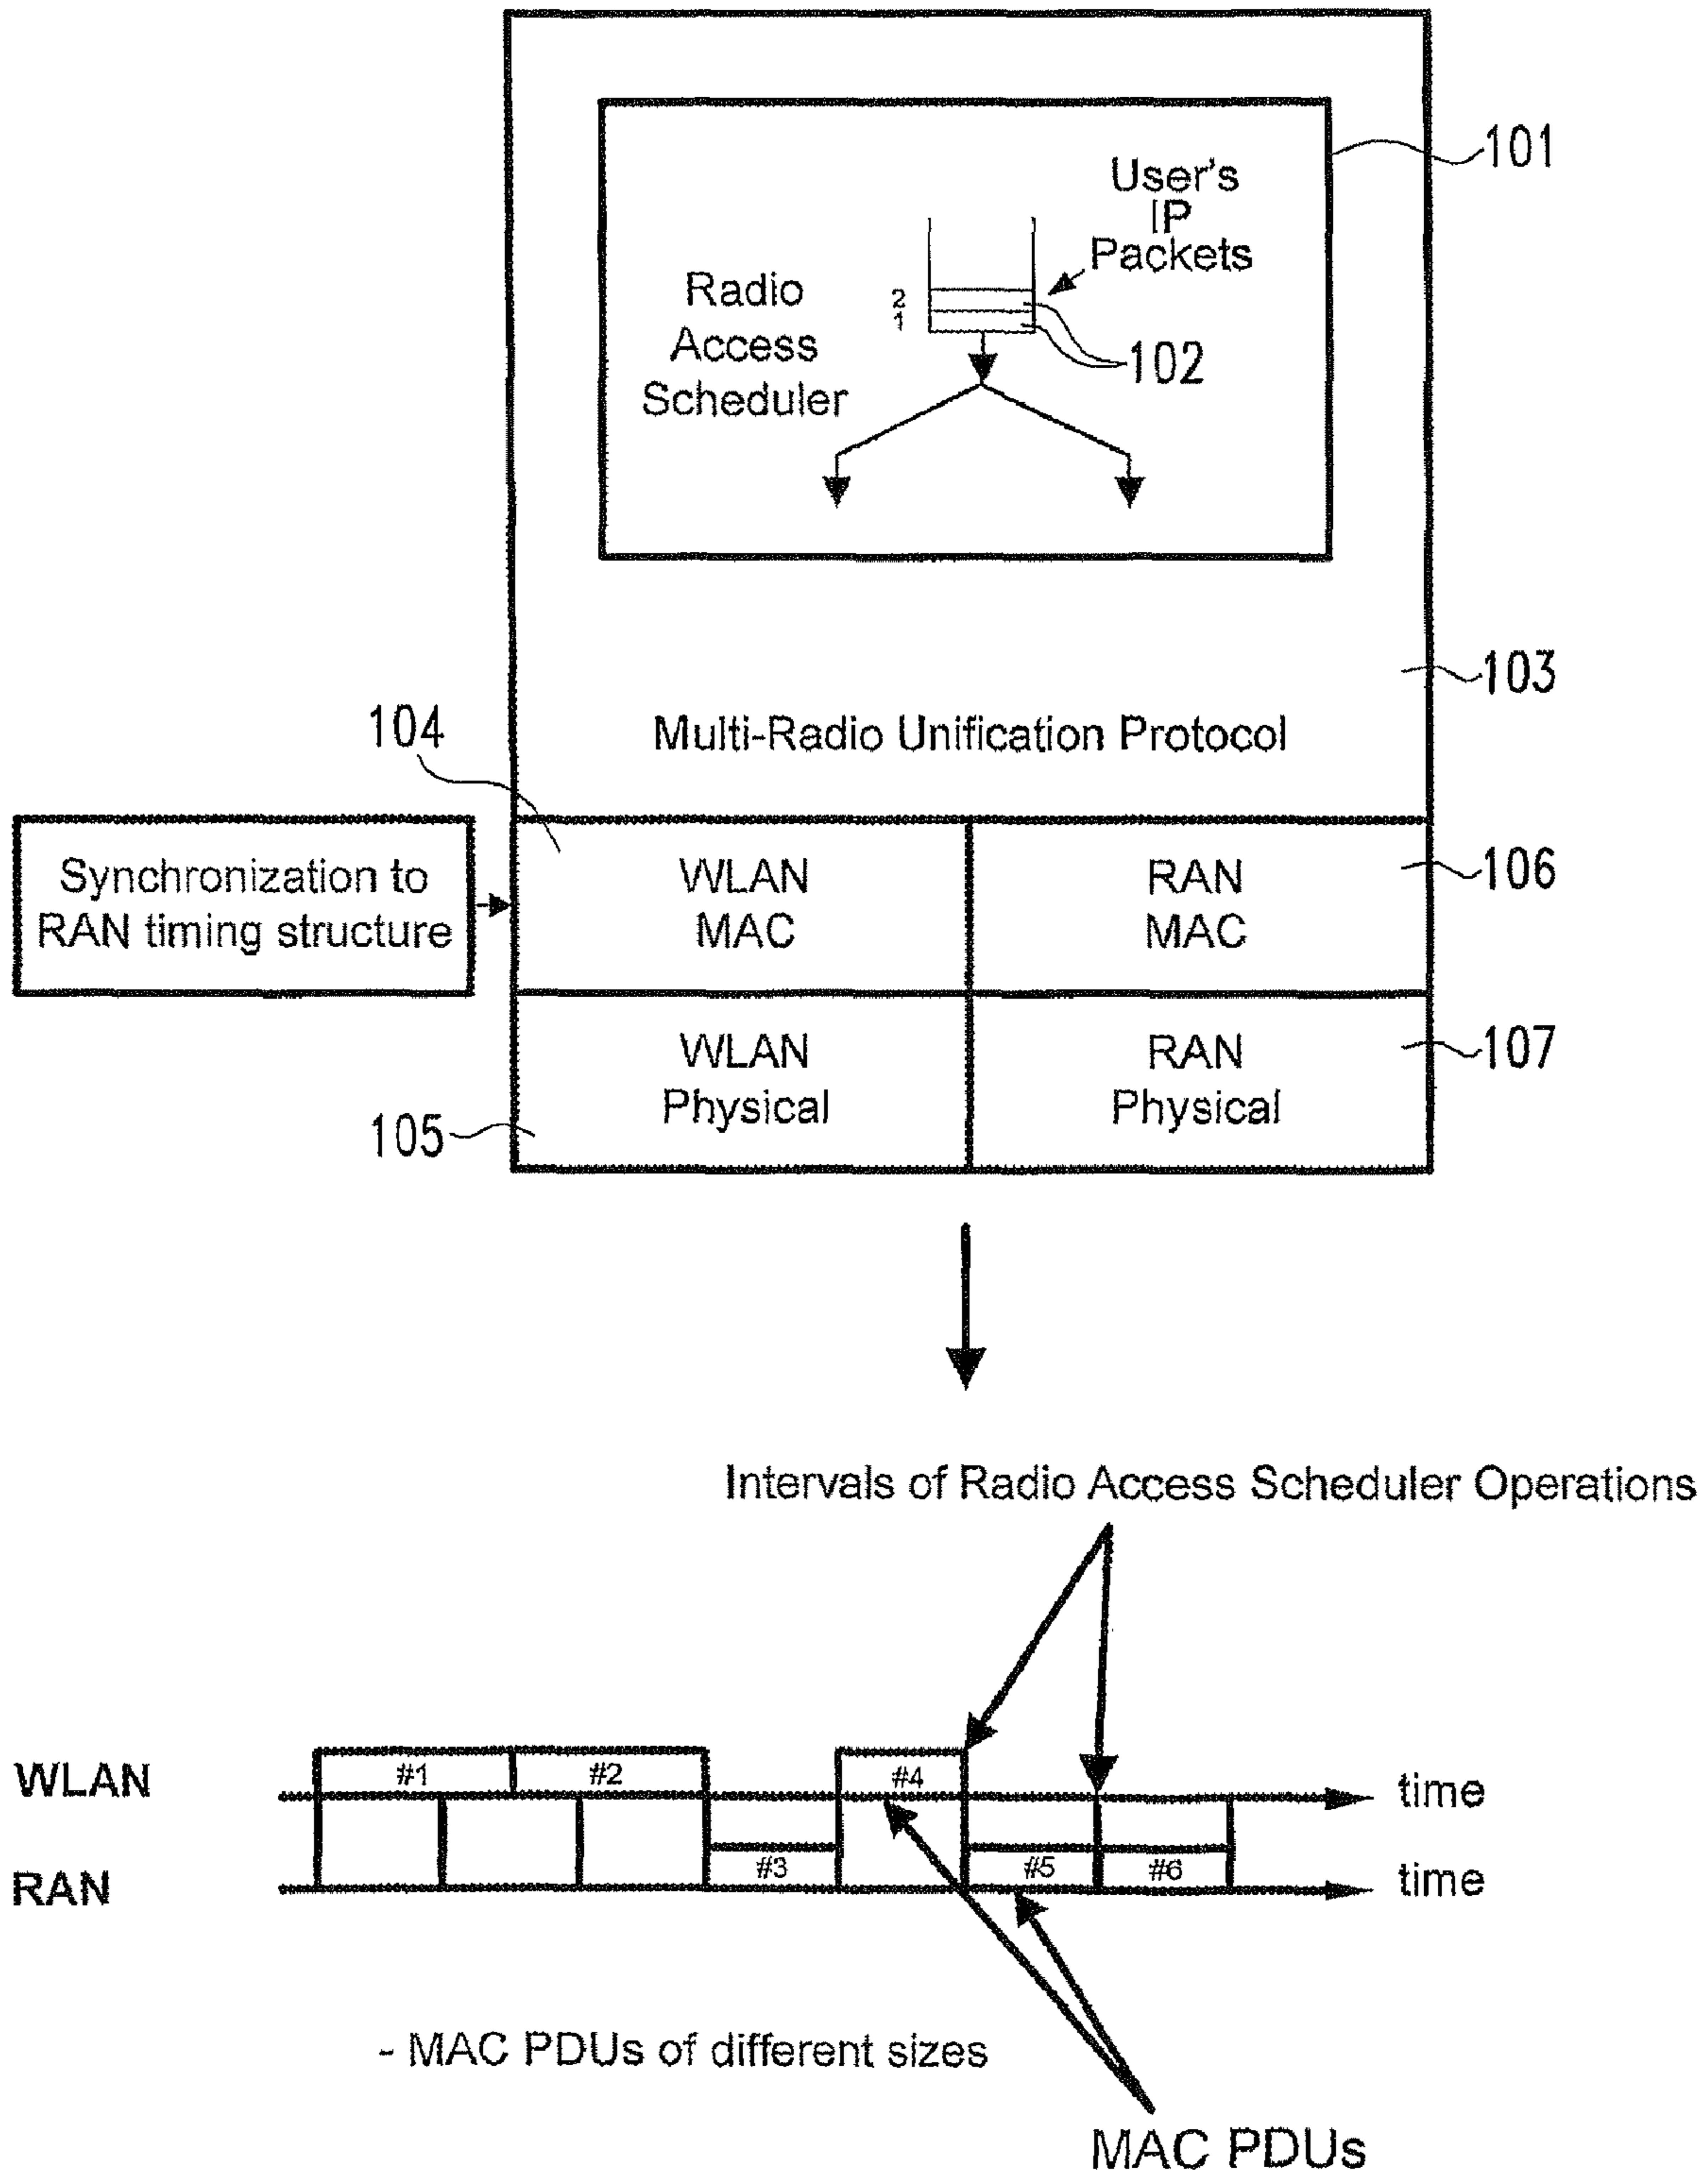 101
User's
IP
Packets
Radio
Access
Scheduler
2
1
102
103
Multi-Radio Unification Protocol
104
Synchronization to
RAN timing structure
WLAN
MAC
RAN
MAC
106
WLAN
Physical
RAN
Physical
107
105
Intervals of Radio Access Scheduler Operations
WLAN
#1
#2
#4
time
RAN
#3
#5
#6
time
- MAC PDUs of different sizes
MAC PDUs